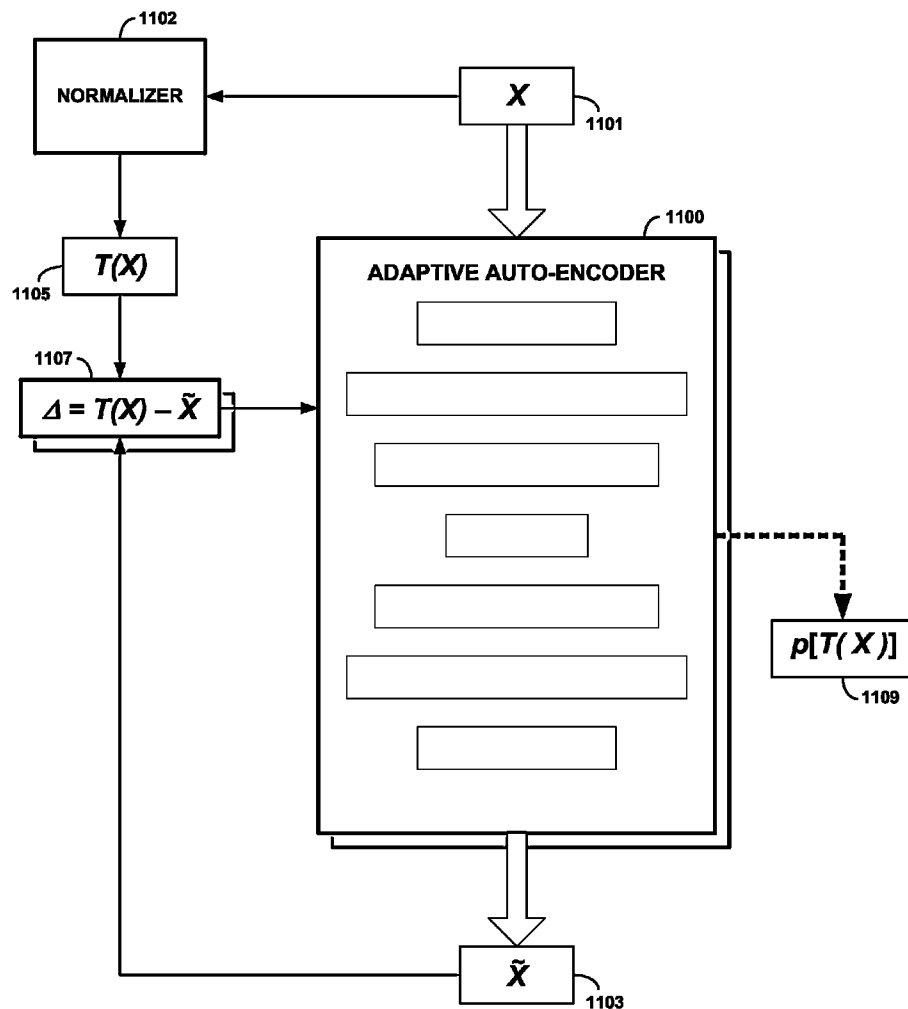 1102
NORMALIZER
X
1101
1100
ADAPTIVE AUTO-ENCODER
T(X)
1105
1107
Δ = T(X) – X̃
p[T( X )]
1109
X̃
1103